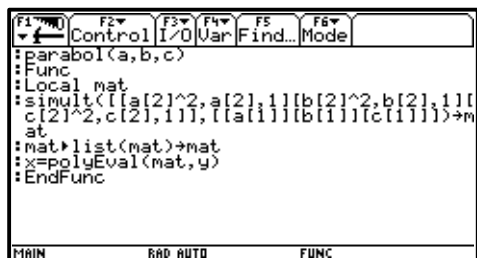 F1 F2▾ F3▾ F4▾ F5 F6▾
Control I/O Var Find... Mode
:parabol(a,b,c)
:Func
:Local mat
:simult([[a[2]^2,a[2],1][b[2]^2,b[2],1][
c[2]^2,c[2],1]],[[a[1]][b[1]][c[1]]])→m
at
:mat▸list(mat)→mat
:x=polyEval(mat,y)
:EndFunc
MAIN RAD AUTO FUNC